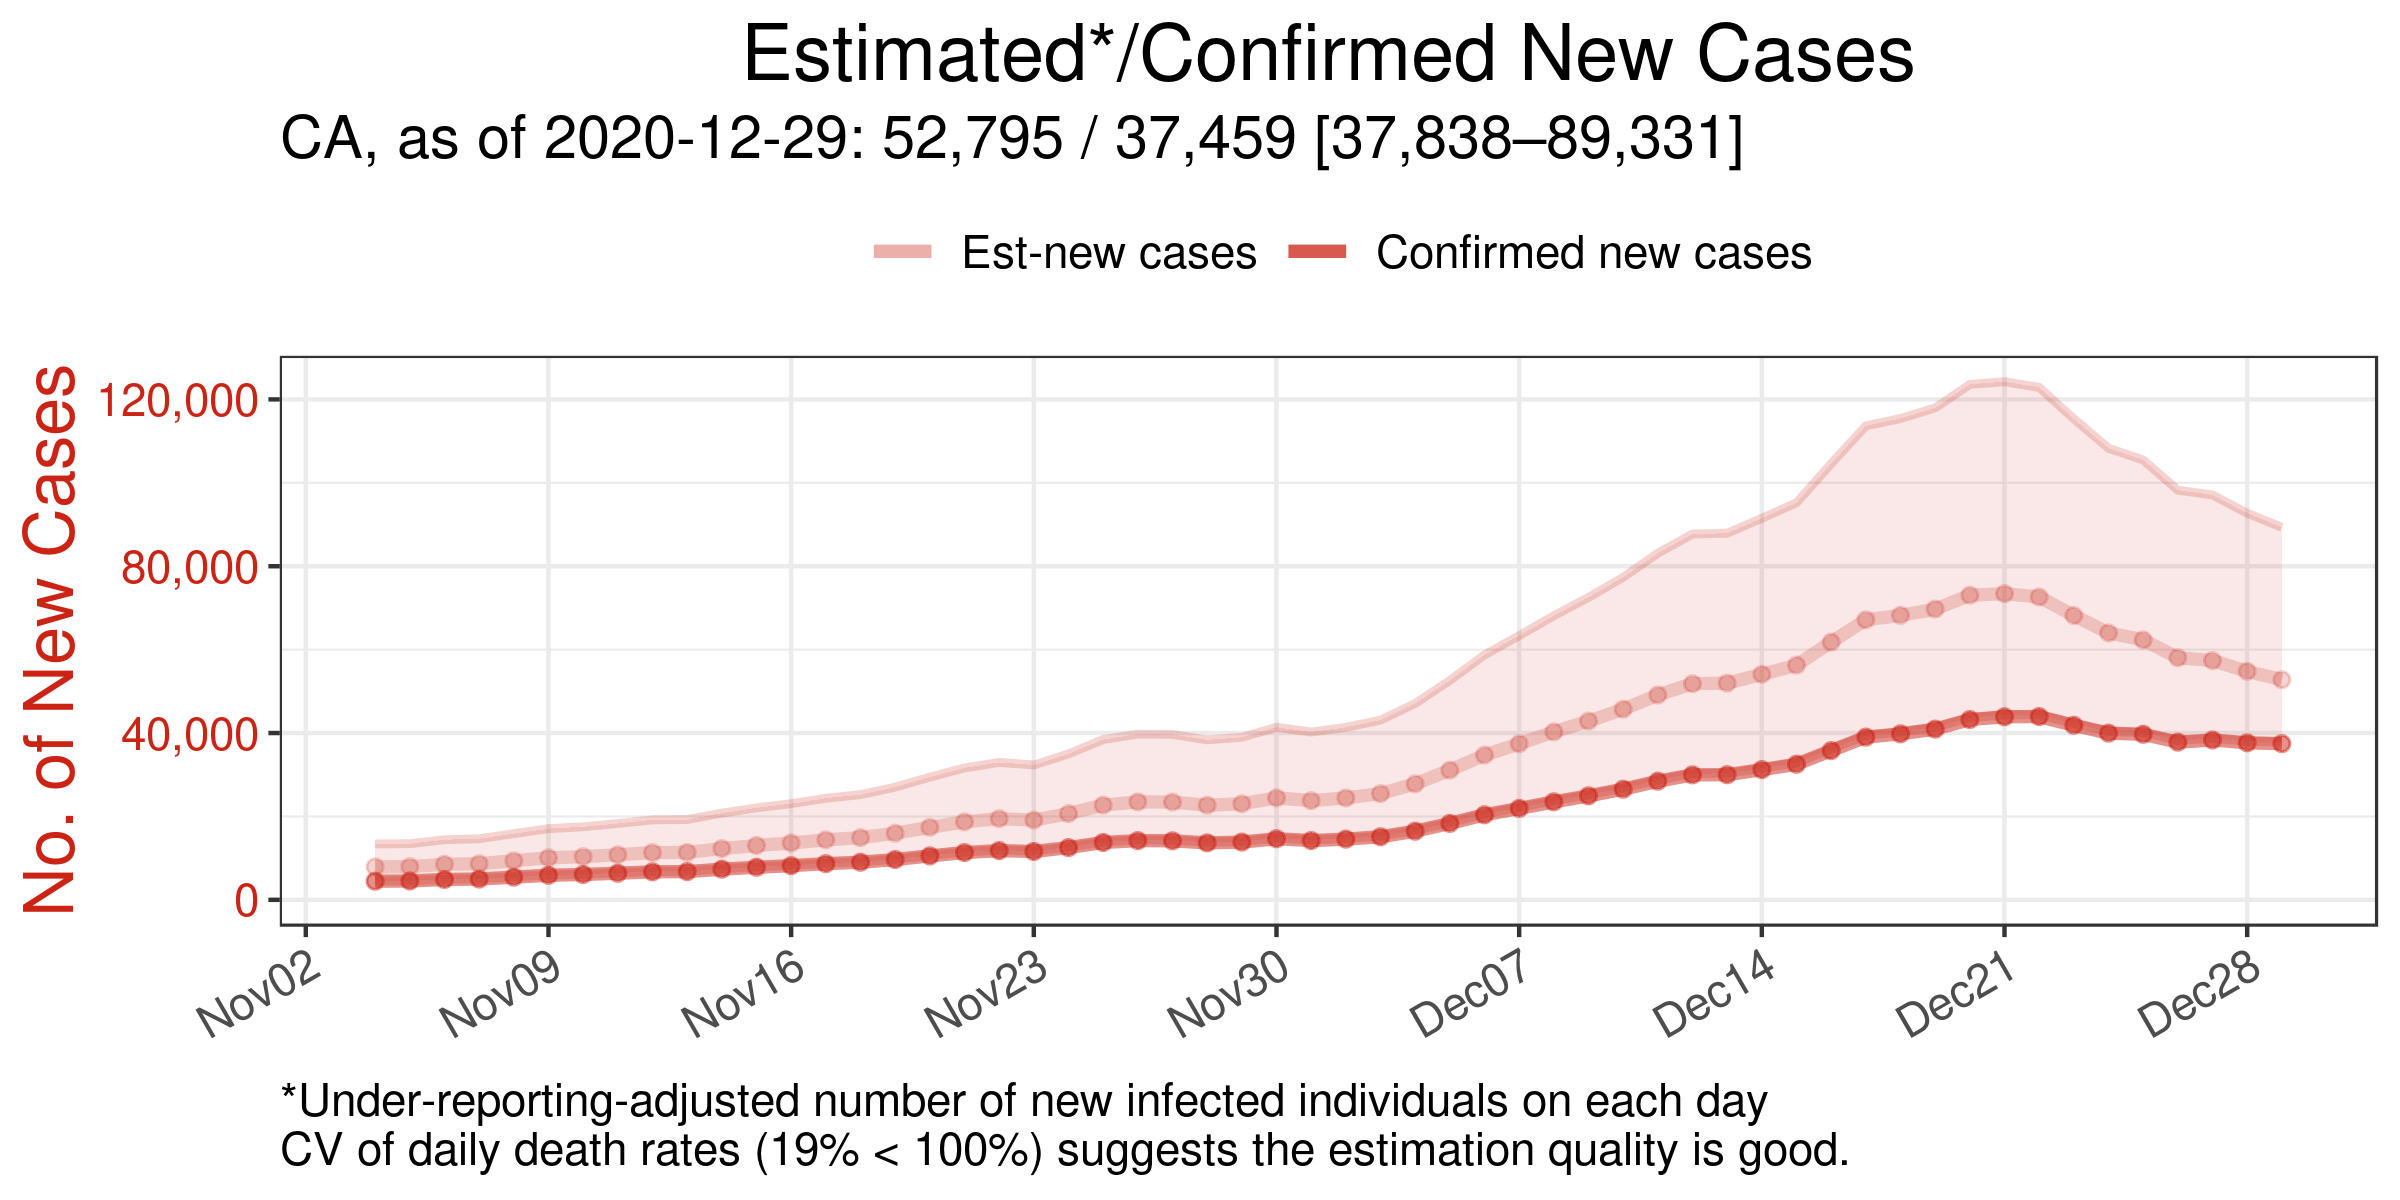 Estimated*/Confirmed New Cases
CA, as of 2020-12-29: 52,795 / 37,459 [37,838–89,331]
Est-new cases Confirmed new cases
No. of New Cases
120,000
80,000
40,000
0
Nov02 Nov09 Nov16 Nov23 Nov30 Dec07 Dec14 Dec21 Dec28
*Under-reporting-adjusted number of new infected individuals on each day
CV of daily death rates (19% < 100%) suggests the estimation quality is good.